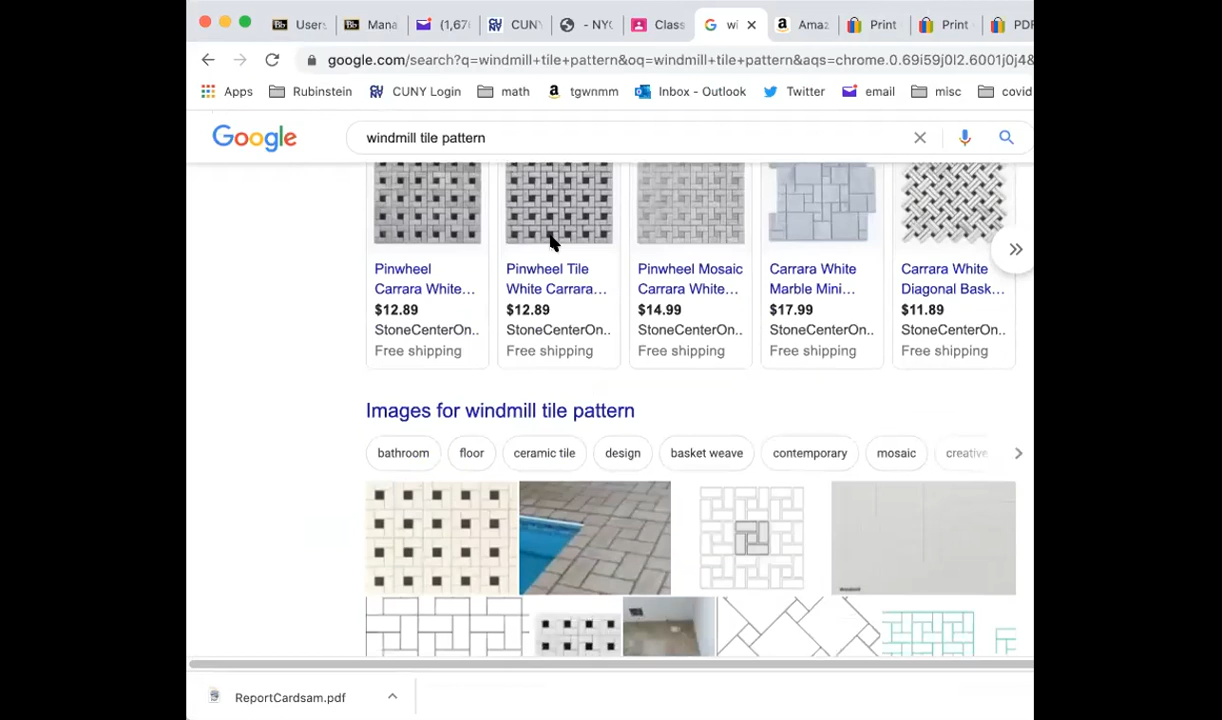 User:
Mana
(1,67(
CUNY
- NYC
Class
wi
Amaz
Print
Print
PDF
google.com/search?q=windmill+tile+pattern&oq=windmill+tile+pattern&aqs=chrome.0.69i59j0l2.6001j0j4&
Apps
Rubinstein
CUNY Login
math
tgwnmm
Inbox - Outlook
Twitter
email
misc
covid
Google
windmill tile pattern
Pinwheel
Carrara White...
$12.89
StoneCenterOn..
Free shipping
Pinwheel Tile
White Carrara...
$12.89
StoneCenterOn..
Free shipping
Pinwheel Mosaic
Carrara White...
$14.99
StoneCenterOn..
Free shipping
Carrara White
Marble Mini...
$17.99
StoneCenterOn..
Free shipping
Carrara White
Diagonal Bask...
$11.89
StoneCenterOn..
Free shipping
Images for windmill tile pattern
bathroom
floor
ceramic tile
design
basket weave
contemporary
mosaic
creative
ReportCardsam.pdf